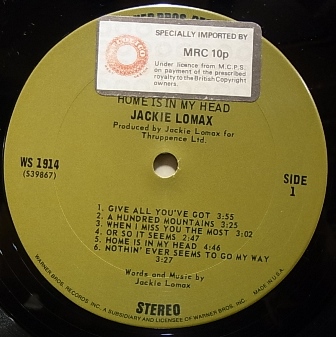 WARNER BROS.
SPECIALLY IMPORTED BY
MRC 10p
Under licence from M.C.P.S.
on payment of the prescribed
royalty to the British Copyright
owners.
HOME IS IN MY HEAD
JACKIE LOMAX
Produced by Jackie Lomax for
Thruppence Ltd.
WS 1914
(S39867)
SIDE
1
1. GIVE ALL YOU'VE GOT 3:55
2. A HUNDRED MOUNTAINS 3:25
3. WHEN I MISS YOU THE MOST 3:02
4. OR SO IT SEEMS 2:47
5. HOME IS IN MY HEAD 4:46
6. NOTHIN' EVER SEEMS TO GO MY WAY
3:27
Words and Music by
Jackie Lomax
STEREO
WARNER BROS. RECORDS INC. A SUBSIDIARY AND LICENSEE OF WARNER BROS. INC. MADE IN U.S.A.